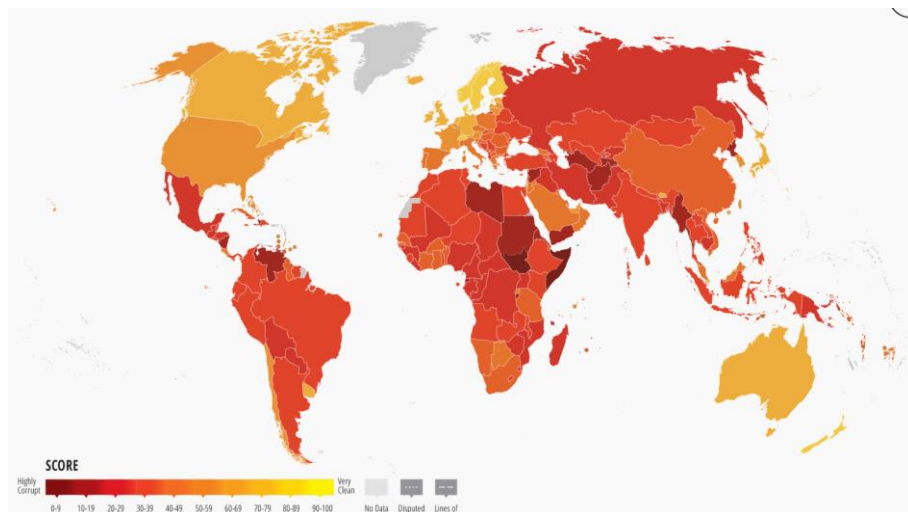 SCORE
Highly
Corrupt
Very
Clean
0-9 10-19 20-29 30-39 40-49 50-59 60-69 70-79 80-89 90-100
No Data Disputed Lines of